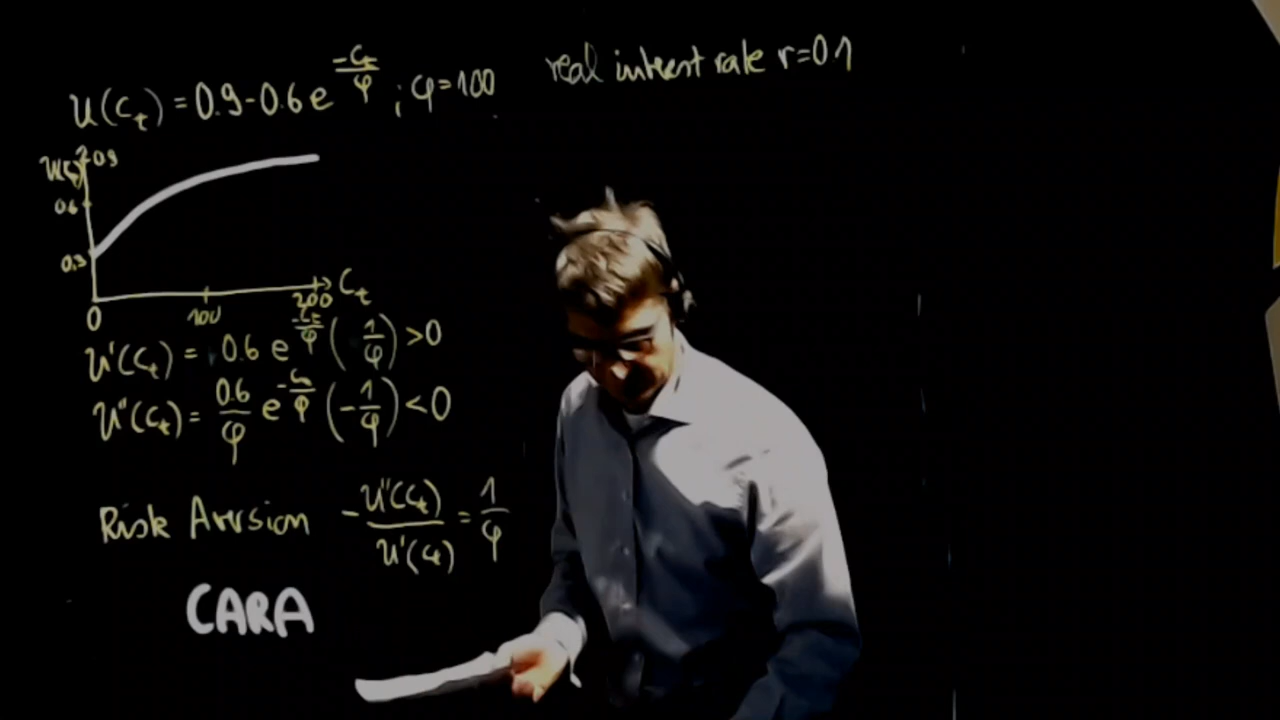 u(C_t) = 0.9 - 0.6 e^{-C_t/φ} ; φ = 100
real interest rate r = 0.1
u(C_t)
0.9
0.6
0.3
0 100 200 C_t
u'(C_t) = 0.6 e^{-C_t/φ} (1/φ) > 0
u''(C_t) = 0.6/φ e^{-C_t/φ} (-1/φ) < 0
Risk Aversion - u''(C_t)/u'(C_t) = 1/φ
CARA